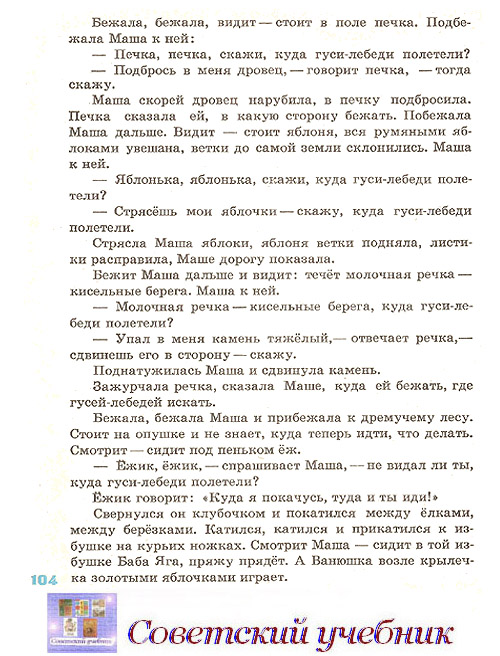 Бежала, бежала, видит — стоит в поле печка. Подбе-
жала Маша к ней:
— Печка, печка, скажи, куда гуси-лебеди полетели?
— Подбрось в меня дровец, — говорит печка, — тогда
скажу.
Маша скорей дровец нарубила, в печку подбросила.
Печка сказала ей, в какую сторону бежать. Побежала
Маша дальше. Видит — стоит яблоня, вся румяными яб-
локами увешана, ветки до самой земли склонились. Маша
к ней.
— Яблонька, яблонька, скажи, куда гуси-лебеди поле-
тели?
— Стрясёшь мои яблочки — скажу, куда гуси-лебеди
полетели.
Стрясла Маша яблоки, яблоня ветки подняла, листи-
ки расправила, Маше дорогу показала.
Бежит Маша дальше и видит: течёт молочная речка —
кисельные берега. Маша к ней.
— Молочная речка — кисельные берега, куда гуси-ле-
беди полетели?
— Упал в меня камень тяжёлый,— отвечает речка,—
сдвинешь его в сторону — скажу.
Поднатужилась Маша и сдвинула камень.
Зажурчала речка, сказала Маше, куда ей бежать, где
гусей-лебедей искать.
Бежала, бежала Маша и прибежала к дремучему лесу.
Стоит на опушке и не знает, куда теперь идти, что делать.
Смотрит — сидит под пеньком ёж.
— Ёжик, ёжик, — спрашивает Маша, — не видал ли ты,
куда гуси-лебеди полетели?
Ёжик говорит: «Куда я покачусь, туда и ты иди!»
Свернулся он клубочком и покатился между ёлками,
между берёзками. Катился, катился и прикатился к из-
бушке на курьих ножках. Смотрит Маша — сидит в той из-
бушке Баба Яга, пряжу прядёт. А Ванюшка возле крылеч-
ка золотыми яблочками играет.
104
Советский учебник
Советский учебник